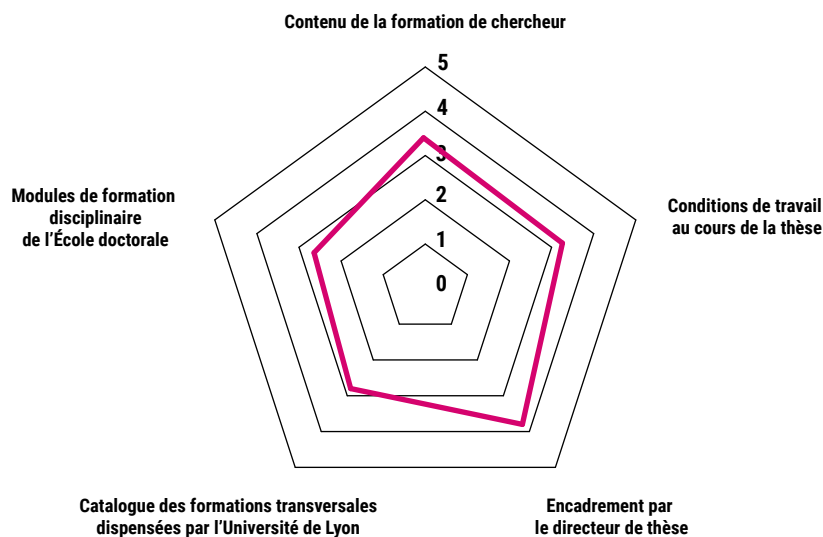 Contenu de la formation de chercheur
5
4
3
2
1
0
Modules de formation
disciplinaire
de l’École doctorale
Conditions de travail
au cours de la thèse
Catalogue des formations transversales
dispensées par l’Université de Lyon
Encadrement par
le directeur de thèse